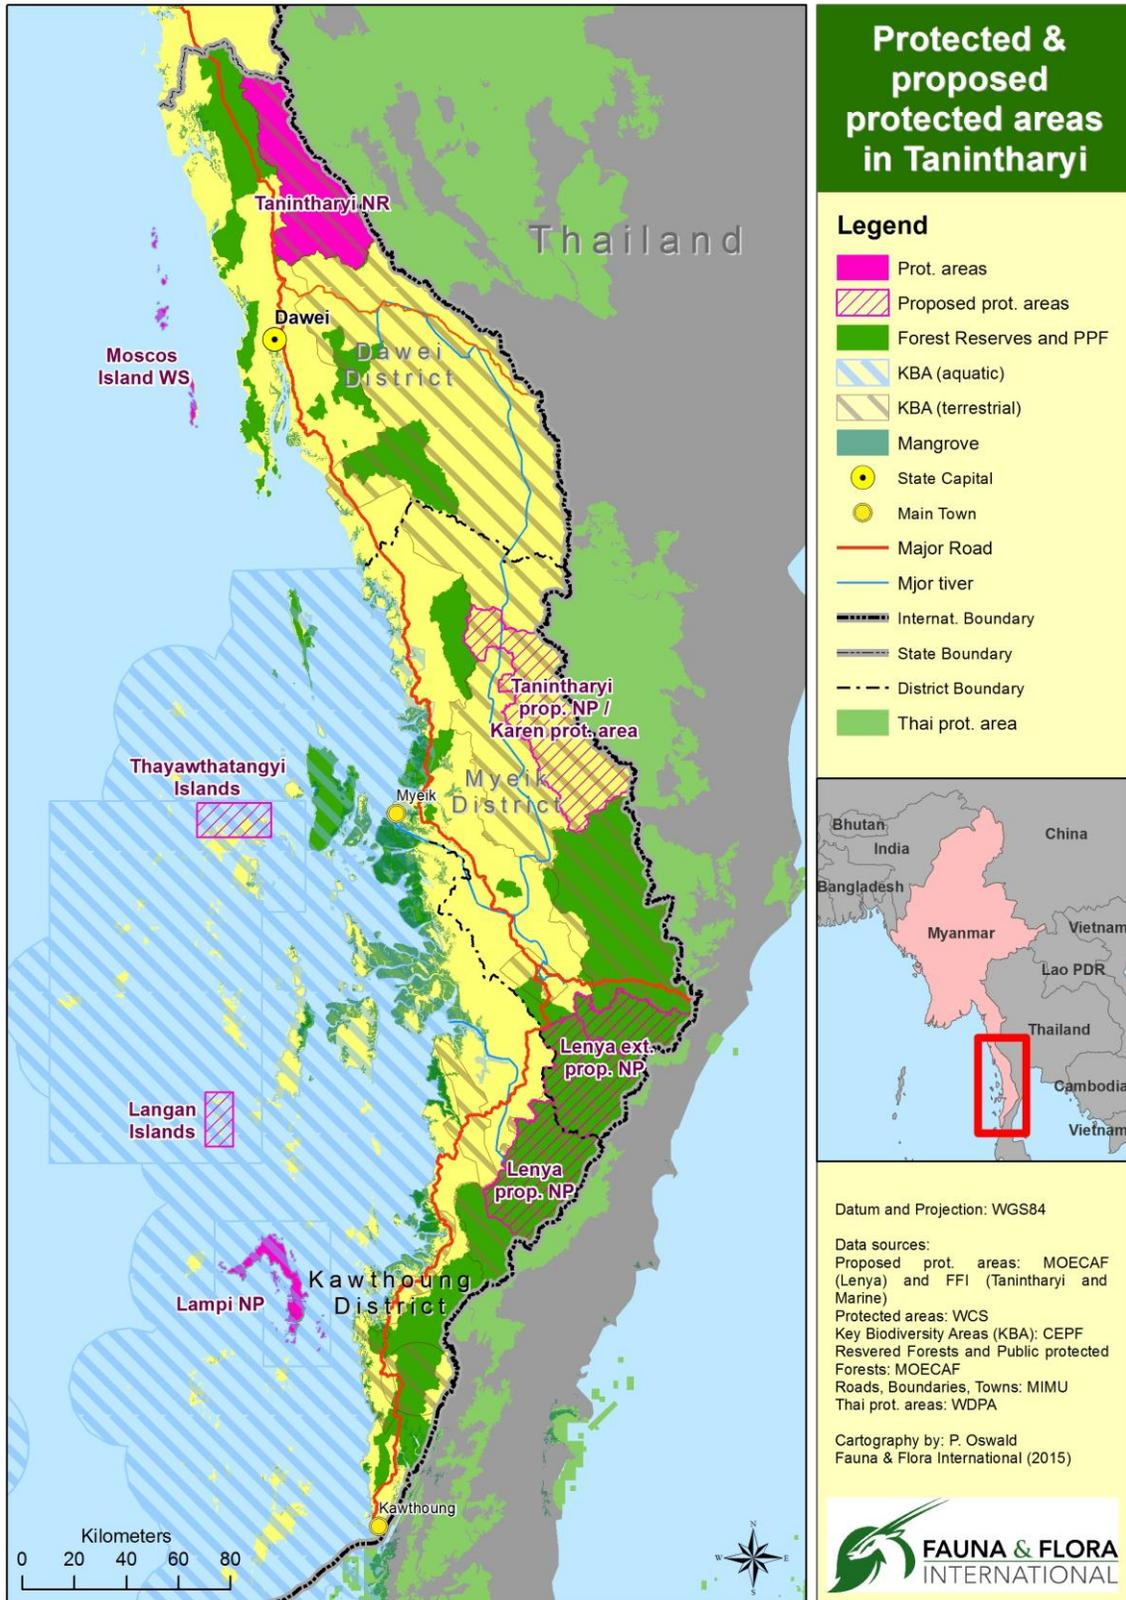 Protected &
proposed
protected areas
in Tanintharyi
Legend
Prot. areas
Proposed prot. areas
Forest Reserves and PPF
KBA (aquatic)
KBA (terrestrial)
Mangrove
State Capital
Main Town
Major Road
Mjor tiver
Internat. Boundary
State Boundary
District Boundary
Thai prot. area
Tanintharyi NR
Thailand
Dawei
Dawei
District
Moscos
Island WS
Tanintharyi
prop. NP /
Karen prot. area
Thayawthatangyi
Islands
Myeik
District
Myeik
Lenya ext.
prop. NP
Langan
Islands
Lenya
prop. NP
Lampi NP
Kawthoung
District
Kawthoung
Kilometers
0 20 40 60 80
N
W E
S
Bhutan
India
China
Bangladesh
Myanmar
Vietnam
Lao PDR
Thailand
Cambodia
Vietnam
Datum and Projection: WGS84
Data sources:
Proposed prot. areas: MOECAF
(Lenya) and FFI (Tanintharyi and
Marine)
Protected areas: WCS
Key Biodiversity Areas (KBA): CEPF
Resvered Forests and Public protected
Forests: MOECAF
Roads, Boundaries, Towns: MIMU
Thai prot. areas: WDPA
Cartography by: P. Oswald
Fauna & Flora International (2015)
FAUNA & FLORA
INTERNATIONAL